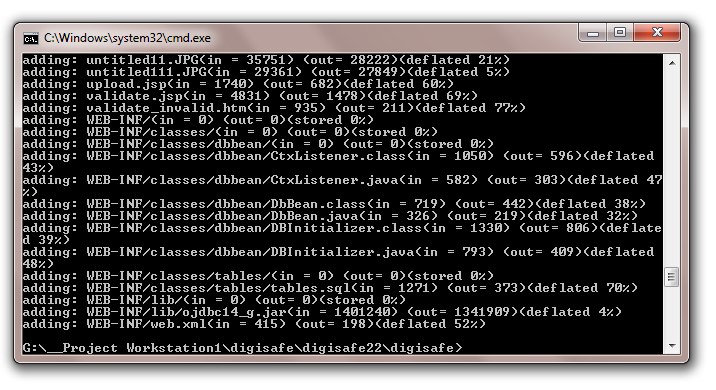 C:\Windows\system32\cmd.exe
adding: untitled11.JPG(in = 35751) (out= 28222)(deflated 21%)
adding: untitled111.JPG(in = 29361) (out= 27849)(deflated 5%)
adding: upload.jsp(in = 1740) (out= 682)(deflated 60%)
adding: validate.jsp(in = 4831) (out= 1478)(deflated 69%)
adding: validate_invalid.htm(in = 935) (out= 211)(deflated 77%)
adding: WEB-INF/(in = 0) (out= 0)(stored 0%)
adding: WEB-INF/classes/(in = 0) (out= 0)(stored 0%)
adding: WEB-INF/classes/dbbean/(in = 0) (out= 0)(stored 0%)
adding: WEB-INF/classes/dbbean/CtxListener.class(in = 1050) (out= 596)(deflated
43%)
adding: WEB-INF/classes/dbbean/CtxListener.java(in = 582) (out= 303)(deflated 47
%)
adding: WEB-INF/classes/dbbean/DbBean.class(in = 719) (out= 442)(deflated 38%)
adding: WEB-INF/classes/dbbean/DbBean.java(in = 326) (out= 219)(deflated 32%)
adding: WEB-INF/classes/dbbean/DBInitializer.class(in = 1330) (out= 806)(deflate
d 39%)
adding: WEB-INF/classes/dbbean/DBInitializer.java(in = 793) (out= 409)(deflated
48%)
adding: WEB-INF/classes/tables/(in = 0) (out= 0)(stored 0%)
adding: WEB-INF/classes/tables/tables.sql(in = 1271) (out= 373)(deflated 70%)
adding: WEB-INF/lib/(in = 0) (out= 0)(stored 0%)
adding: WEB-INF/lib/ojdbc14_g.jar(in = 1401240) (out= 1341909)(deflated 4%)
adding: WEB-INF/web.xml(in = 415) (out= 198)(deflated 52%)
G:\__Project Workstation1\digisafe\digisafe22\digisafe>